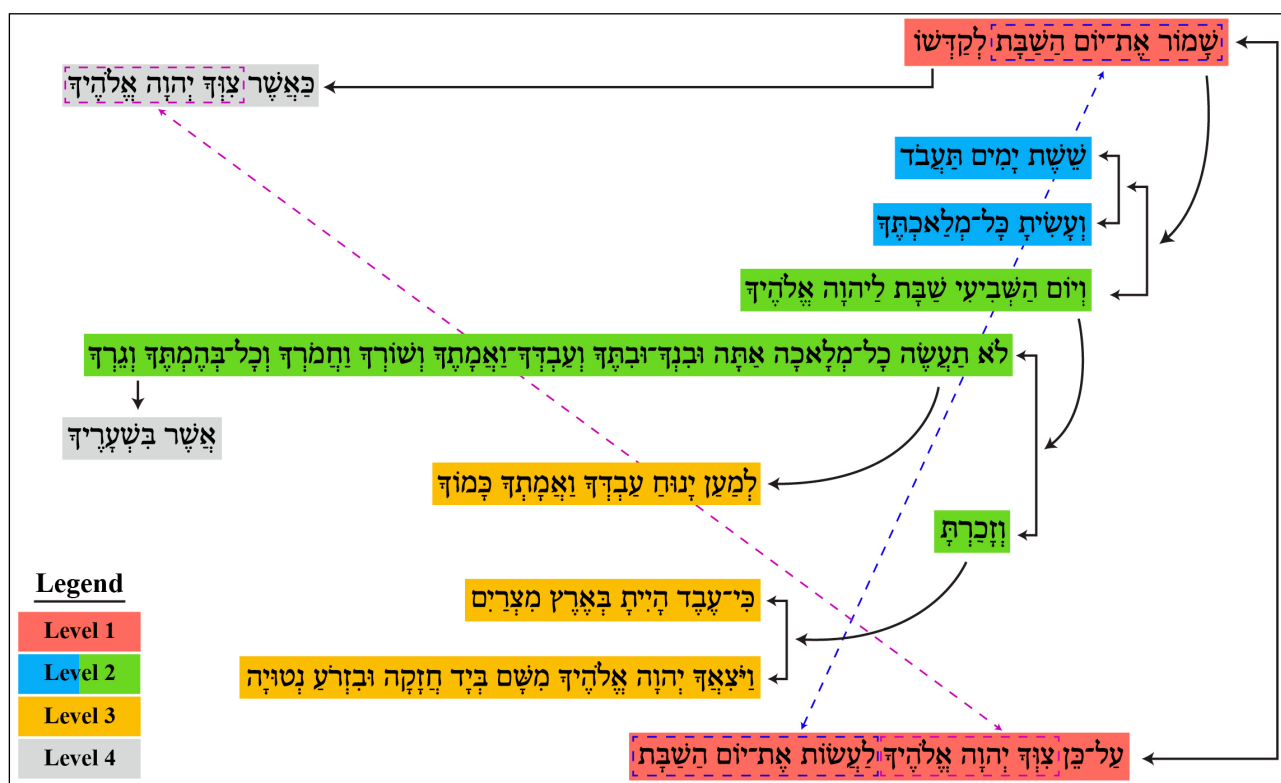 שָׁמוֹר אֶת־יוֹם הַשַּׁבָּת לְקַדְּשׁוֹ
כַּאֲשֶׁר צִוְּךָ יְהוָה אֱלֹהֶיךָ
שֵׁשֶׁת יָמִים תַּעֲבֹד
וְעָשִׂיתָ כָּל־מְלַאכְתֶּךָ
וְיוֹם הַשְּׁבִיעִי שַׁבָּת לַיהוָה אֱלֹהֶיךָ
לֹא תַעֲשֶׂה כָל־מְלָאכָה אַתָּה וּבִנְךָ־וּבִתֶּךָ וְעַבְדְּךָ־וַאֲמָתֶךָ וְשׁוֹרְךָ וַחֲמֹרְךָ וְכָל־בְּהֶמְתֶּךָ וְגֵרְךָ
אֲשֶׁר בִּשְׁעָרֶיךָ
לְמַעַן יָנוּחַ עַבְדְּךָ וַאֲמָתְךָ כָּמוֹךָ
וְזָכַרְתָּ
כִּי־עֶבֶד הָיִיתָ בְּאֶרֶץ מִצְרַיִם
וַיֹּצִאֲךָ יְהוָה אֱלֹהֶיךָ מִשָּׁם בְּיָד חֲזָקָה וּבִזְרֹעַ נְטוּיָה
עַל־כֵּן צִוְּךָ יְהוָה אֱלֹהֶיךָ לַעֲשׂוֹת אֶת־יוֹם הַשַּׁבָּת
Legend
Level 1
Level 2
Level 3
Level 4